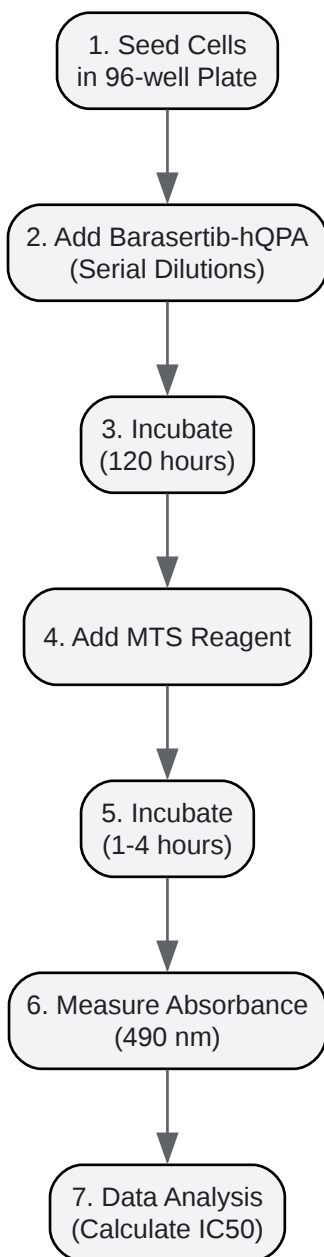 1. Seed Cells
in 96-well Plate
2. Add Barasertib-hQPA
(Serial Dilutions)
3. Incubate
(120 hours)
4. Add MTS Reagent
5. Incubate
(1-4 hours)
6. Measure Absorbance
(490 nm)
7. Data Analysis
(Calculate IC50)